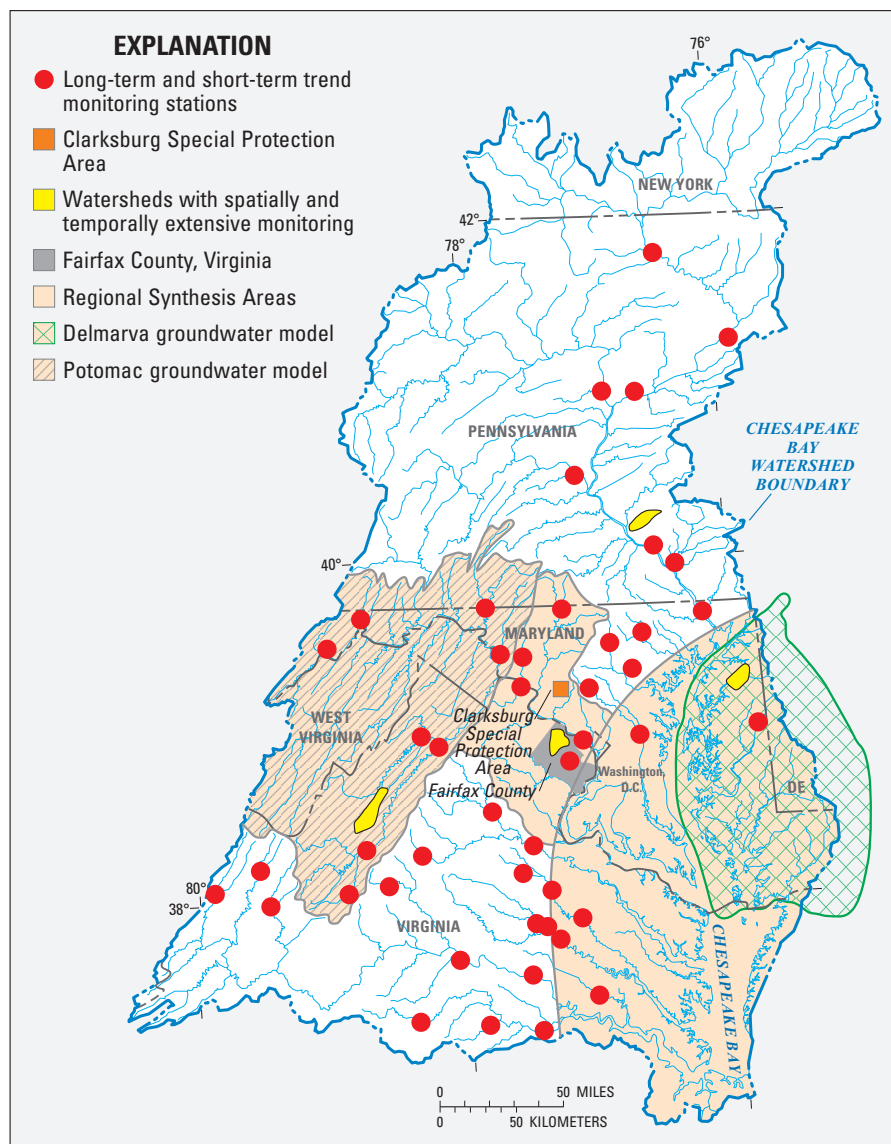 EXPLANATION
Long-term and short-term trend
monitoring stations
Clarksburg Special Protection
Area
Watersheds with spatially and
temporally extensive monitoring
Fairfax County, Virginia
Regional Synthesis Areas
Delmarva groundwater model
Potomac groundwater model
76°
NEW YORK
42°
78°
PENNSYLVANIA
CHESAPEAKE
BAY
WATERSHED
BOUNDARY
40°
MARYLAND
WEST
VIRGINIA
Clarksburg
Special
Protection
Area
Fairfax County
Washington,
D.C.
DE
80°
38°
VIRGINIA
CHESAPEAKE BAY
0 50 MILES
0 50 KILOMETERS